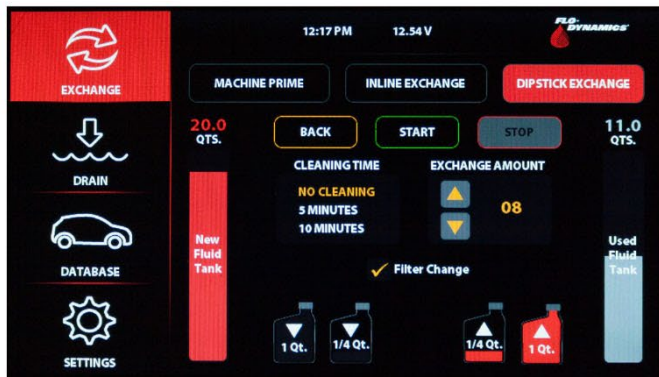 12:17 PM 12.54 V FLO-DYNAMICS®
EXCHANGE
MACHINE PRIME INLINE EXCHANGE DIPSTICK EXCHANGE
20.0 QTS.
BACK START STOP
11.0 QTS.
DRAIN
CLEANING TIME
NO CLEANING
5 MINUTES
10 MINUTES
EXCHANGE AMOUNT
08
DATABASE
New
Fluid
Tank
Filter Change
Used
Fluid
Tank
SETTINGS
1 Qt. 1/4 Qt. 1/4 Qt. 1 Qt.